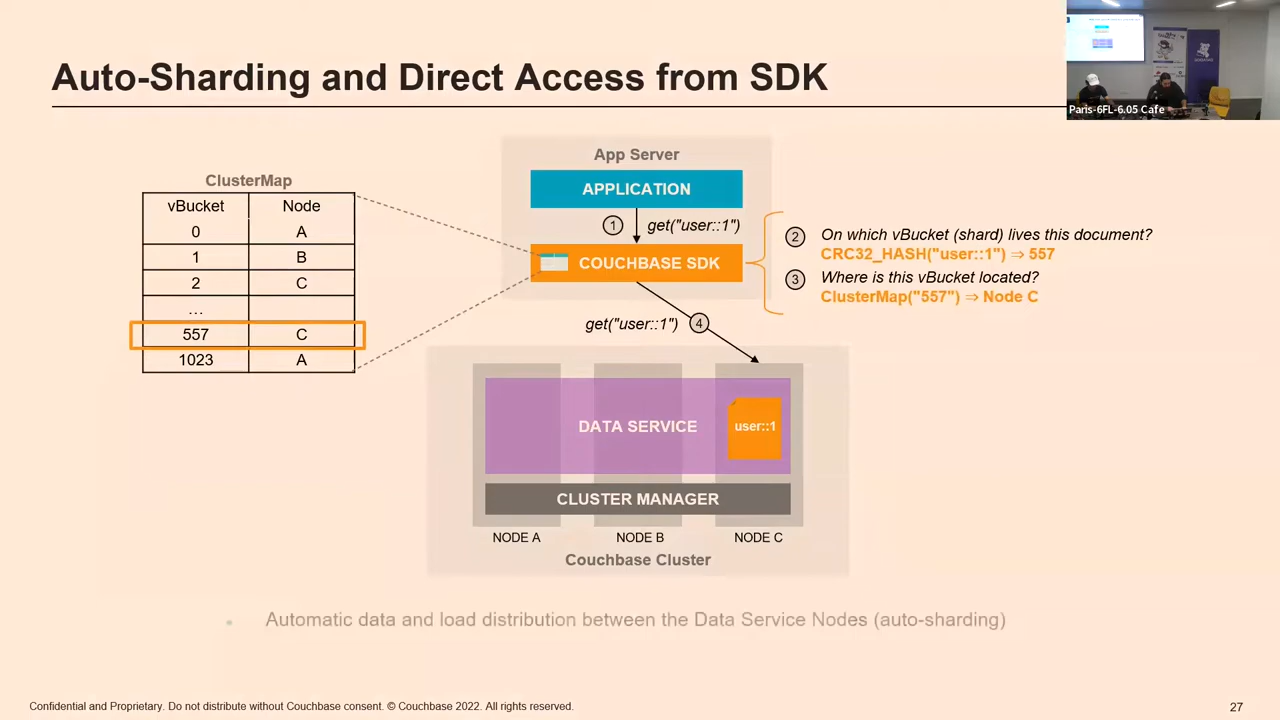 Auto-Sharding and Direct Access from SDK
Paris-6FL-6.05 Cafe
App Server
APPLICATION
1
get("user::1")
COUCHBASE SDK
ClusterMap
vBucket Node
0 A
1 B
2 C
...
557 C
1023 A
2 On which vBucket (shard) lives this document?
CRC32_HASH("user::1") ⇒ 557
3 Where is this vBucket located?
ClusterMap("557") ⇒ Node C
get("user::1") 4
DATA SERVICE
user::1
CLUSTER MANAGER
NODE A NODE B NODE C
Couchbase Cluster
• Automatic data and load distribution between the Data Service Nodes (auto-sharding)
Confidential and Proprietary. Do not distribute without Couchbase consent. © Couchbase 2022. All rights reserved.
27